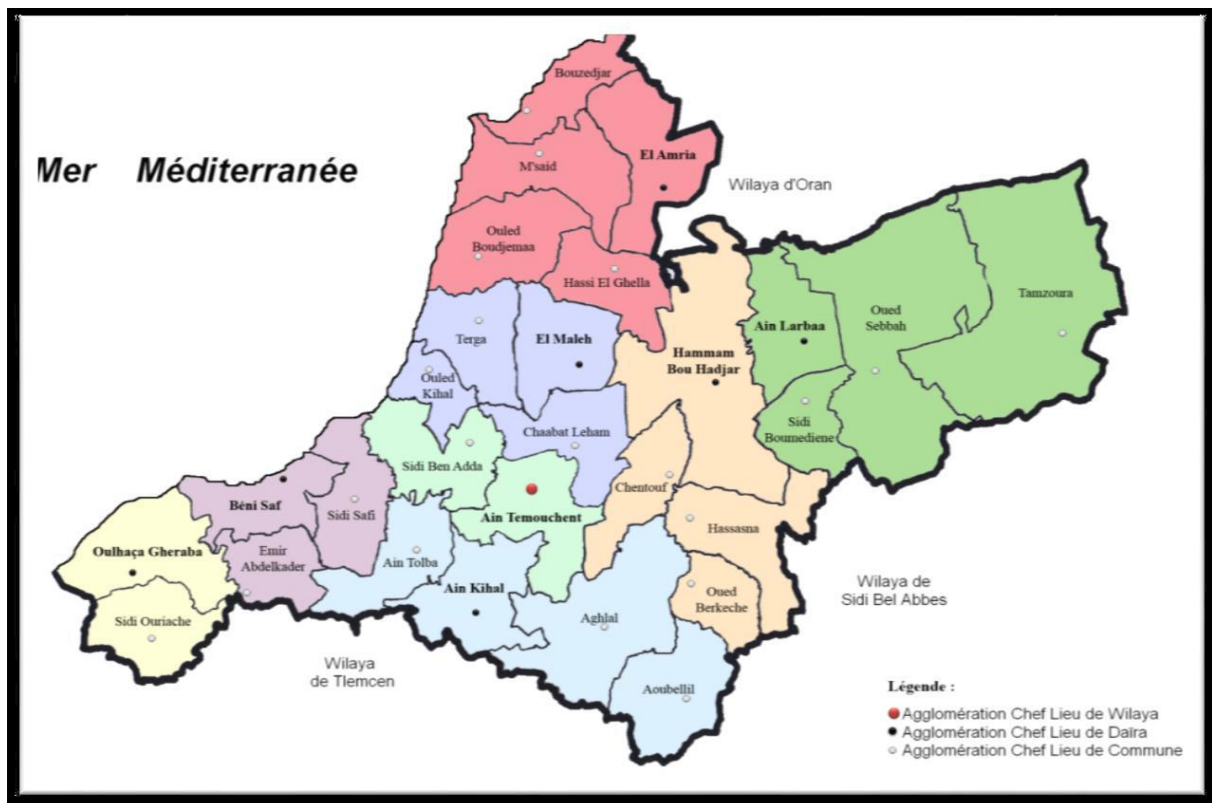 Bouzedjar
M'said
El Amria
Mer Méditerranée
Wilaya d'Oran
Ouled
Boudjemaa
Hassi El Ghella
Tamzoura
Oued
Sebbah
Ain Larbaa
Terga
El Maleh
Hammam
Bou Hadjar
Ouled
Kihal
Sidi
Boumediene
Chaabat Leham
Sidi Ben Adda
Chentouf
Béni Saf
Sidi Safi
Ain Temouchent
Hassasna
Oulhaça Gheraba
Emir
Abdelkader
Ain Tolba
Ain Kihal
Oued
Berkeche
Wilaya de
Sidi Bel Abbes
Sidi Ouriache
Aghlal
Wilaya
de Tlemcen
Aoubellil
Légende :
Agglomération Chef Lieu de Wilaya
Agglomération Chef Lieu de Daïra
Agglomération Chef Lieu de Commune